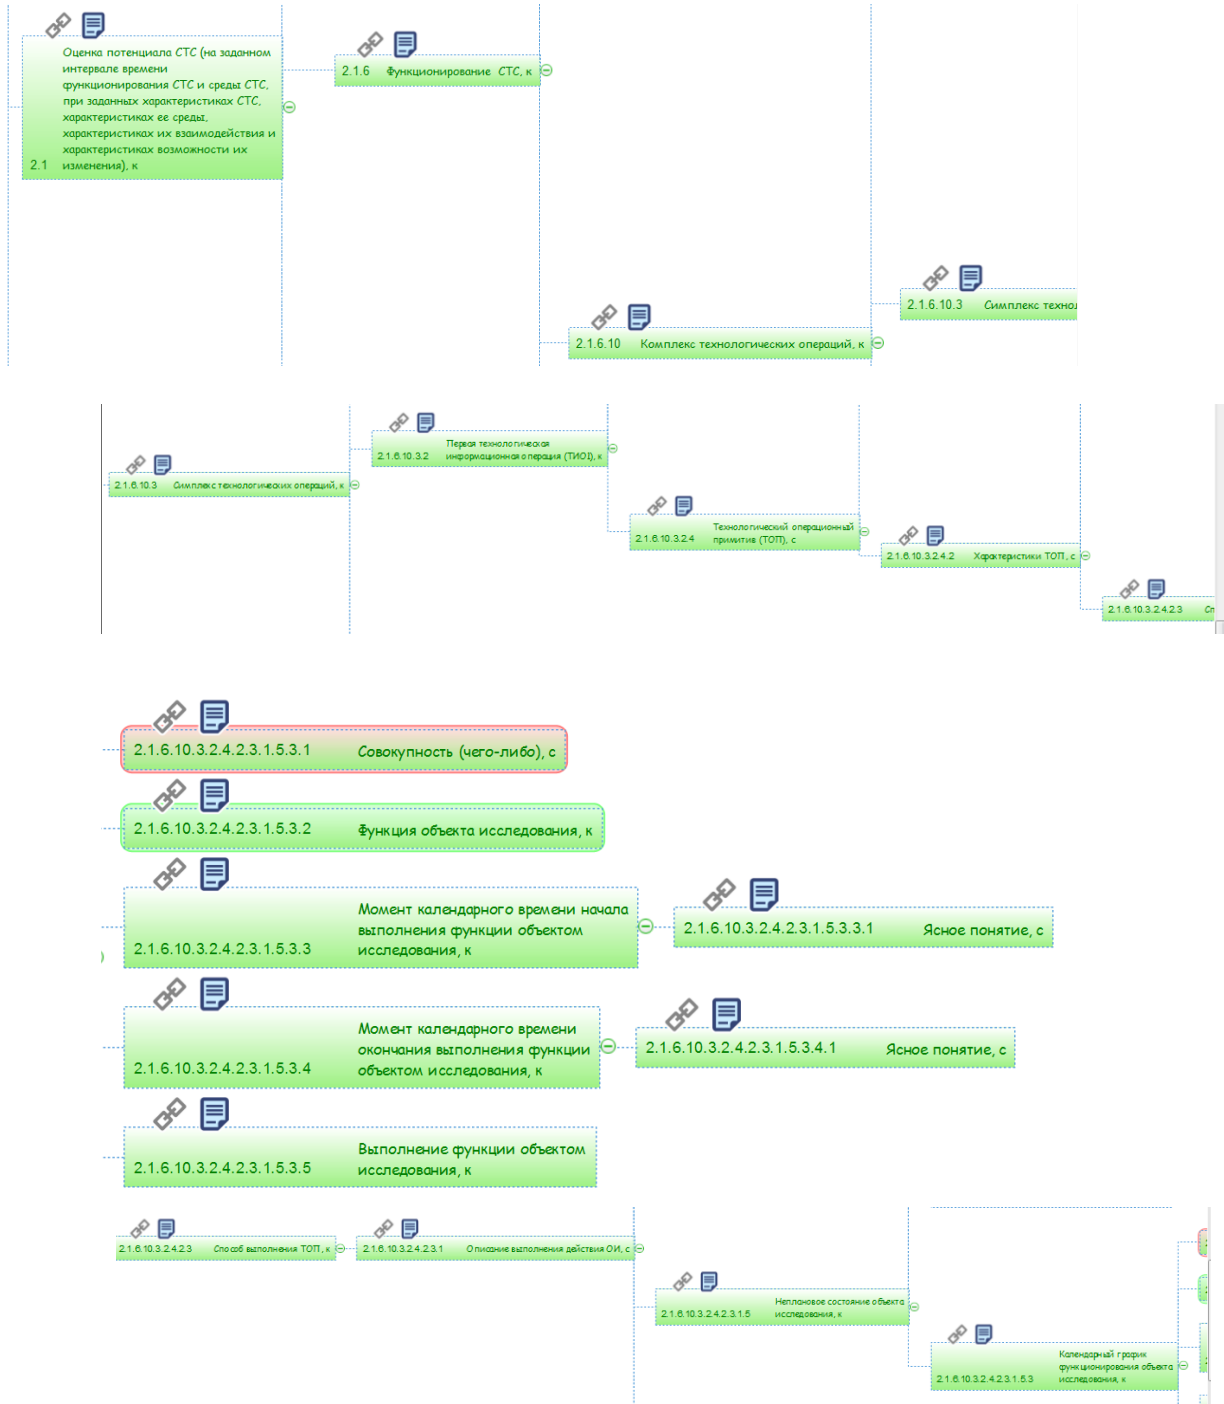 Оценка потенциала СТС (на заданном
интервале времени
функционирования СТС и среды СТС,
при заданных характеристиках СТС,
характеристиках ее среды,
характеристиках их взаимодействия и
характеристиках возможности их
2.1 изменения), к
2.1.6 Функционирование СТС, к
2.1.6.10.3 Симплекс техно
2.1.6.10 Комплекс технологических операций, к
Первая технологическая
2.1.6.10.3.2 информационная операция (ТИО1), к
2.1.6.10.3 Симплекс технологических операций, к
Технологический операционный
2.1.6.10.3.2.4 примитив (ТОП), с
2.1.6.10.3.2.4.2 Характеристики ТОП, с
2.1.6.10.3.2.4.2.3 Сп
2.1.6.10.3.2.4.2.3.1.5.3.1 Совокупность (чего-либо), с
2.1.6.10.3.2.4.2.3.1.5.3.2 Функция объекта исследования, к
Момент календарного времени начала
выполнения функции объектом
2.1.6.10.3.2.4.2.3.1.5.3.3 исследования, к
2.1.6.10.3.2.4.2.3.1.5.3.3.1 Ясное понятие, с
Момент календарного времени
окончания выполнения функции
2.1.6.10.3.2.4.2.3.1.5.3.4 объектом исследования, к
2.1.6.10.3.2.4.2.3.1.5.3.4.1 Ясное понятие, с
Выполнение функции объектом
2.1.6.10.3.2.4.2.3.1.5.3.5 исследования, к
2.1.6.10.3.2.4.2.3 Способ выполнения ТОП, к
2.1.6.10.3.2.4.2.3.1 Описание выполнения действия ОИ, с
Неплановое состояние объекта
2.1.6.10.3.2.4.2.3.1.5 исследования, к
Календарный график
функционирования объекта
2.1.6.10.3.2.4.2.3.1.5.3 исследования, к